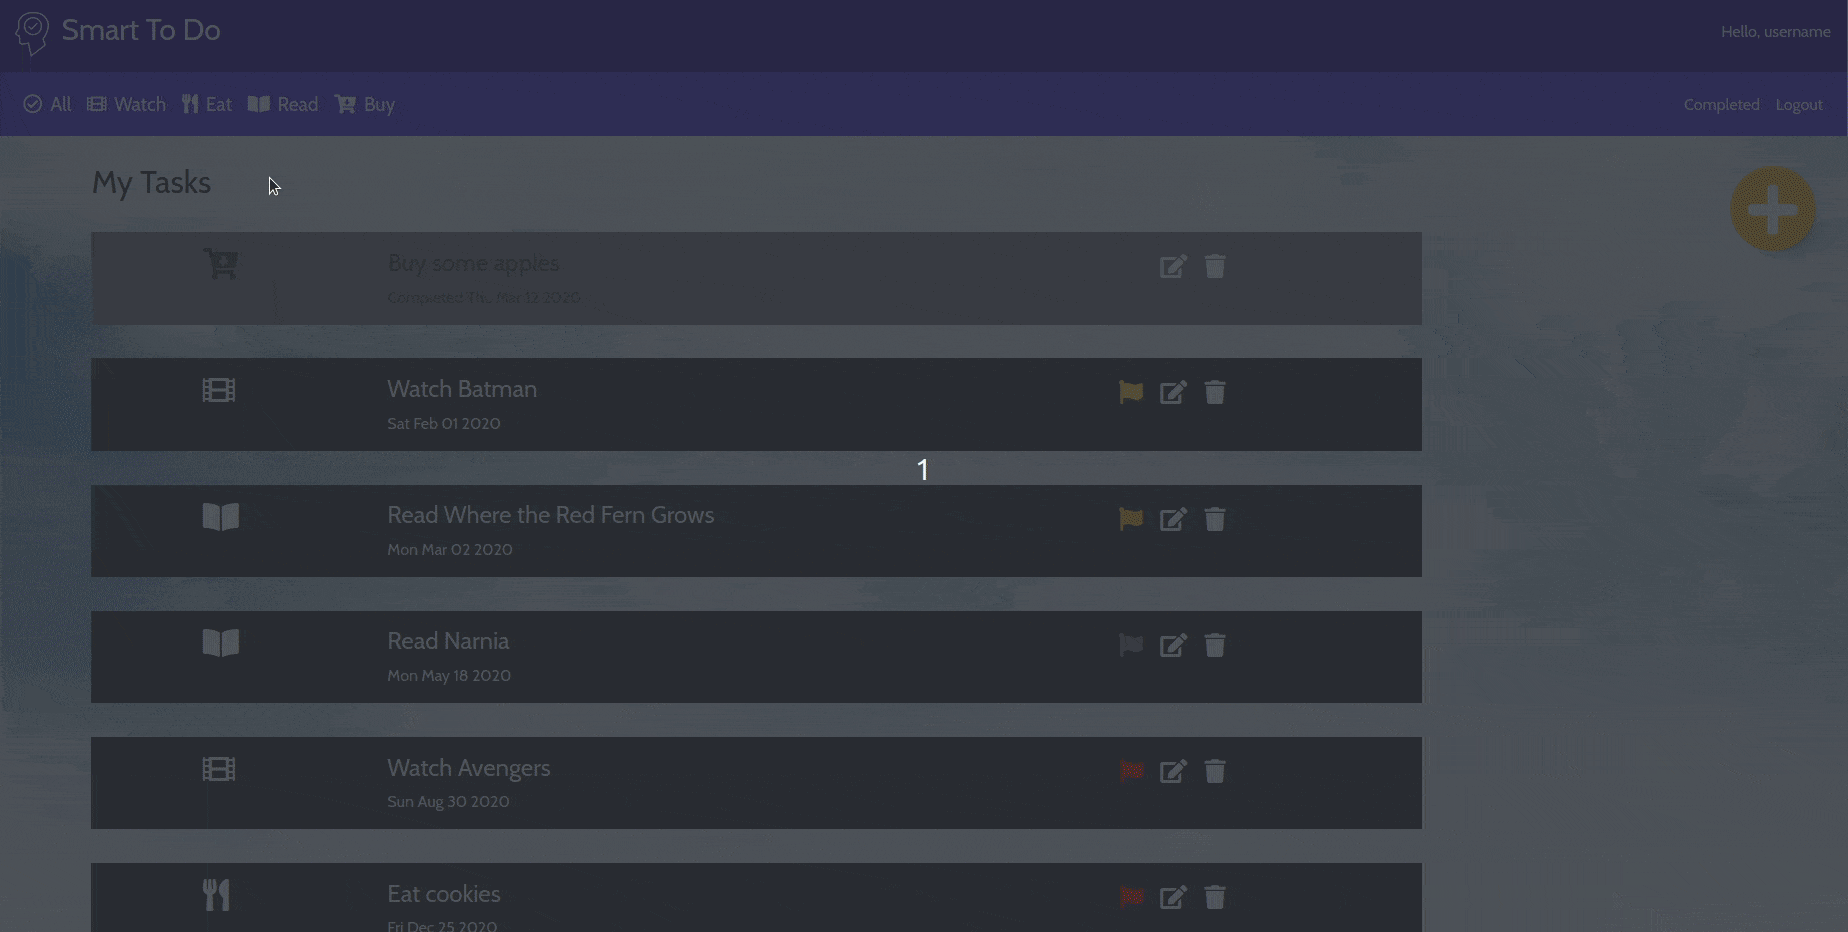 Smart To Do
Hello, username
All Watch Eat Read Buy
Completed Logout
My Tasks
Buy some apples
Completed Thu Mar 12 2020
Watch Batman
Sat Feb 01 2020
1
Read Where the Red Fern Grows
Mon Mar 02 2020
Read Narnia
Mon May 18 2020
Watch Avengers
Sun Aug 30 2020
Eat cookies
Fri Dec 25 2020